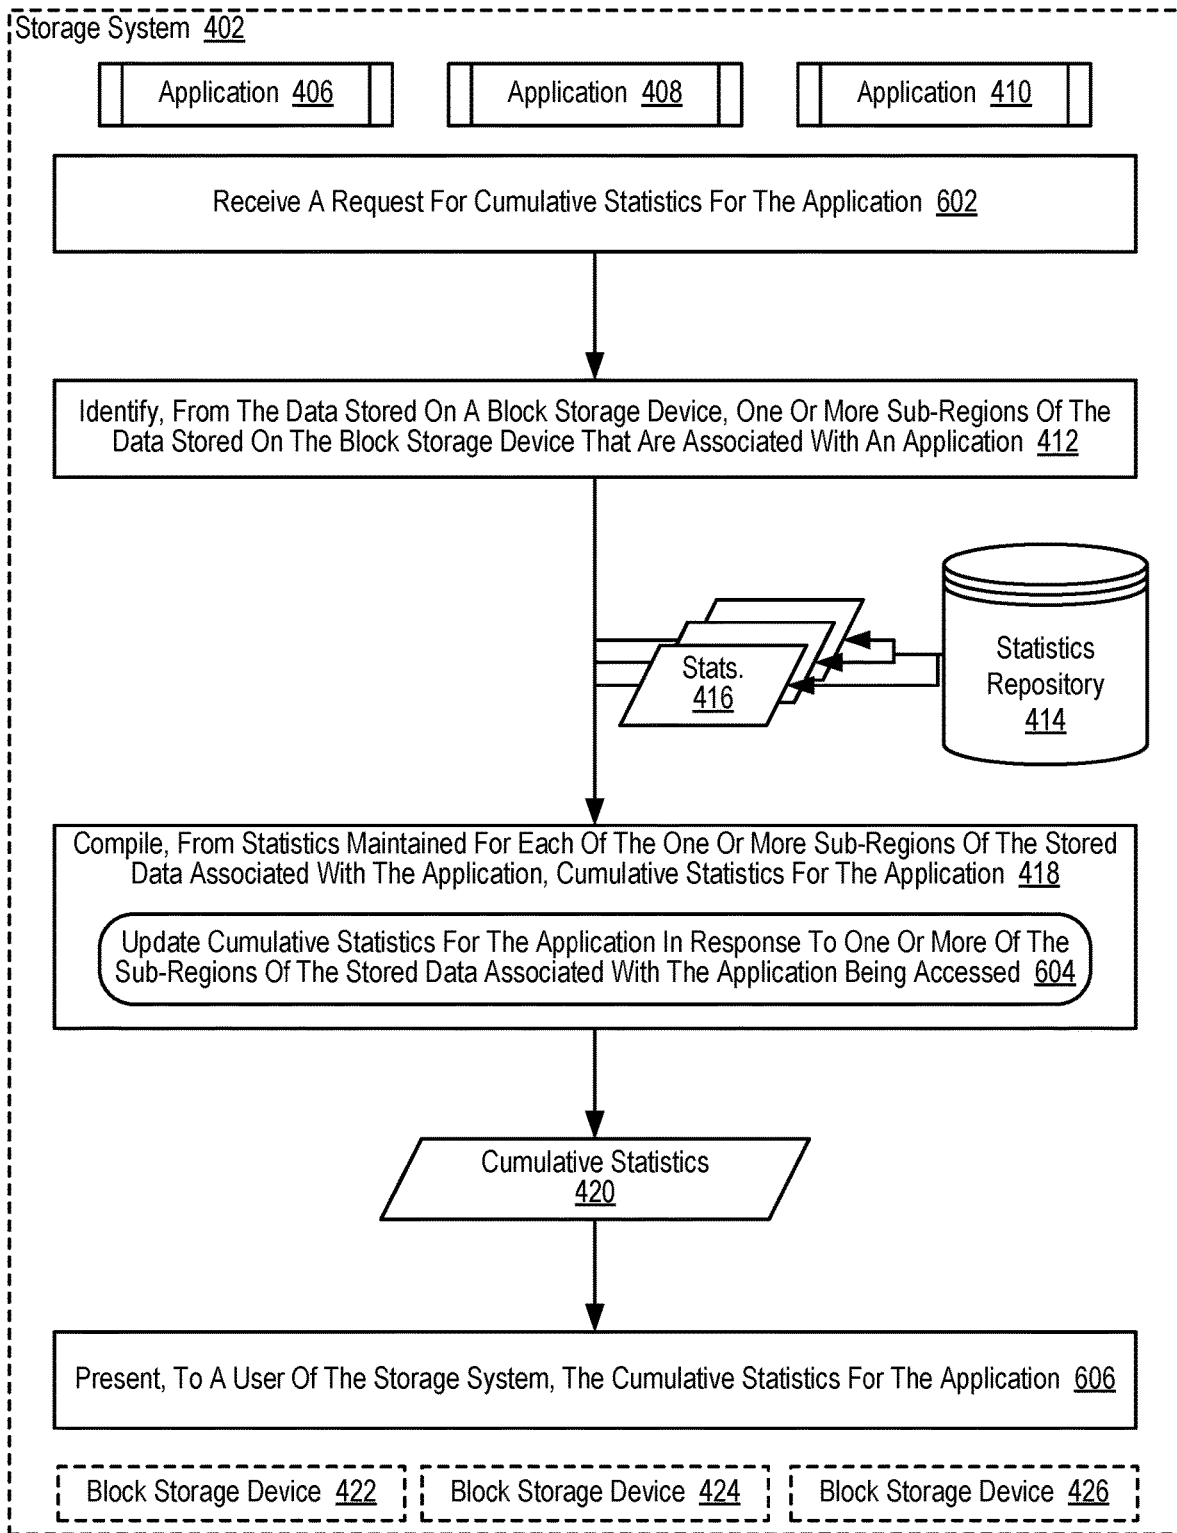 Storage System 402
Application 406
Application 408
Application 410
Receive A Request For Cumulative Statistics For The Application 602
Identify, From The Data Stored On A Block Storage Device, One Or More Sub-Regions Of The
Data Stored On The Block Storage Device That Are Associated With An Application 412
Stats.
416
Statistics
Repository
414
Compile, From Statistics Maintained For Each Of The One Or More Sub-Regions Of The Stored
Data Associated With The Application, Cumulative Statistics For The Application 418
Update Cumulative Statistics For The Application In Response To One Or More Of The
Sub-Regions Of The Stored Data Associated With The Application Being Accessed 604
Cumulative Statistics
420
Present, To A User Of The Storage System, The Cumulative Statistics For The Application 606
Block Storage Device 422
Block Storage Device 424
Block Storage Device 426